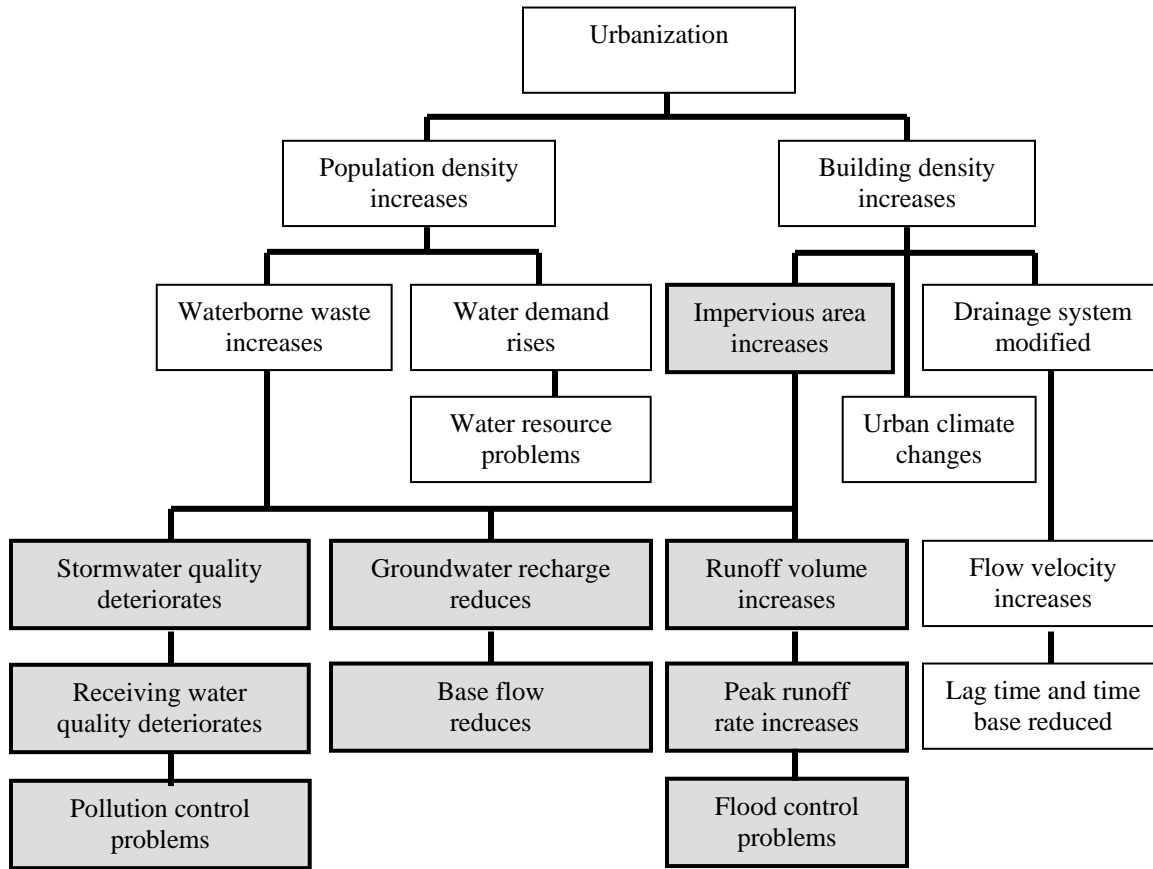 Urbanization
Population density
increases
Building density
increases
Waterborne waste
increases
Water demand
rises
Impervious area
increases
Drainage system
modified
Water resource
problems
Urban climate
changes
Stormwater quality
deteriorates
Groundwater recharge
reduces
Runoff volume
increases
Flow velocity
increases
Receiving water
quality deteriorates
Base flow
reduces
Peak runoff
rate increases
Lag time and time
base reduced
Pollution control
problems
Flood control
problems